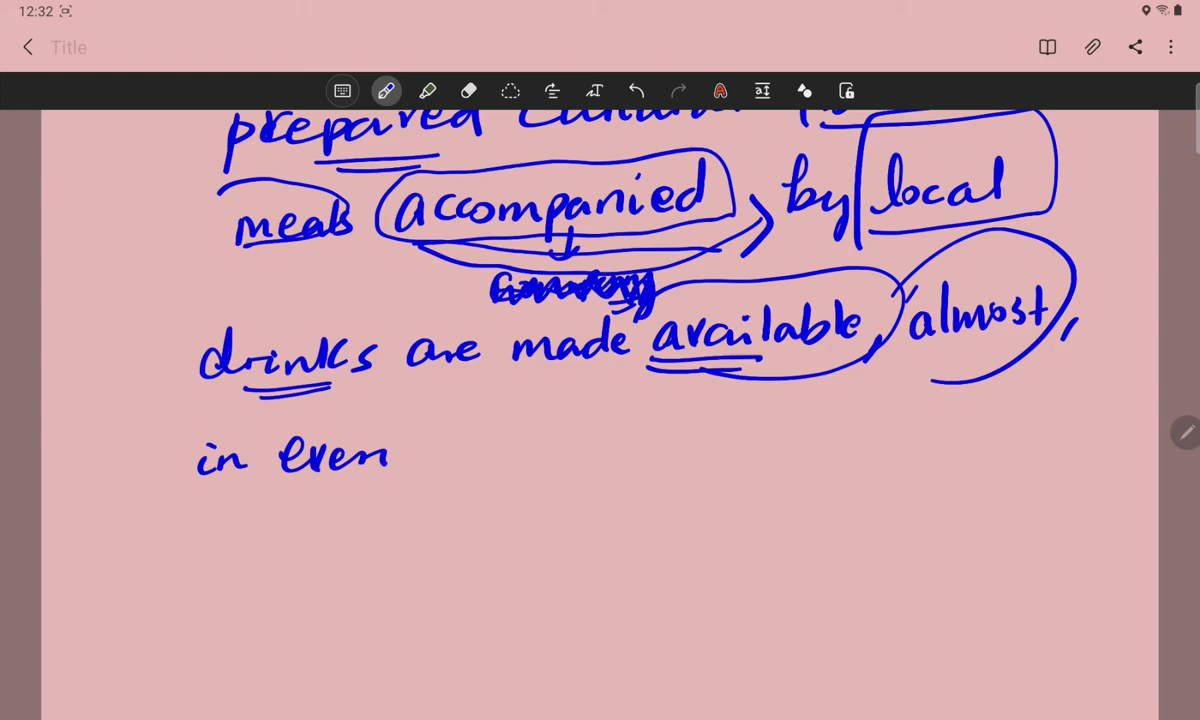 12:32
Title
prepared
meals accompanied by local
drinks are made available, almost,
in even